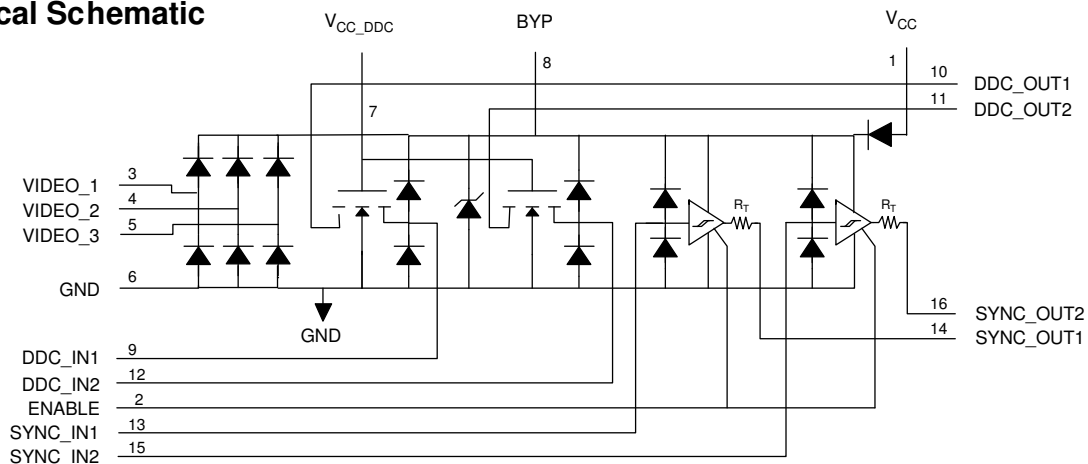 cal Schematic
V_CC_DDC
BYP
V_CC
8
1
10
DDC_OUT1
11
DDC_OUT2
7
VIDEO_1
3
VIDEO_2
4
VIDEO_3
5
R_T
R_T
GND
6
GND
16
SYNC_OUT2
14
SYNC_OUT1
DDC_IN1
9
DDC_IN2
12
ENABLE
2
SYNC_IN1
13
SYNC_IN2
15